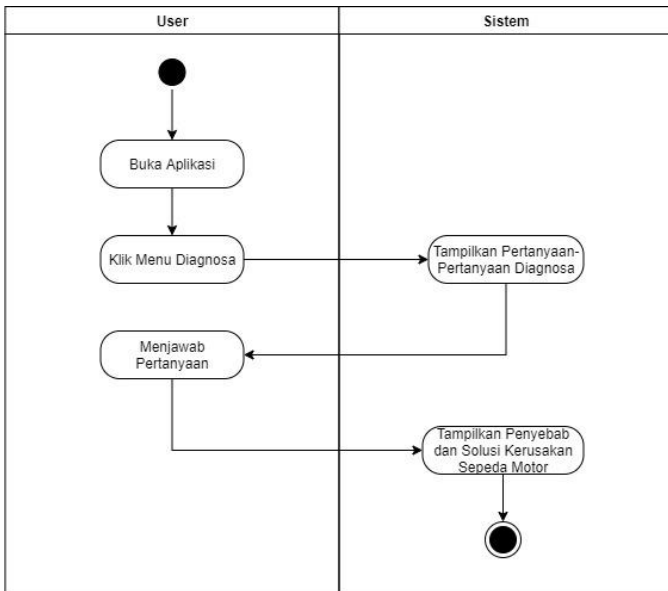 User
Sistem
Buka Aplikasi
Klik Menu Diagnosa
Tampilkan Pertanyaan-
Pertanyaan Diagnosa
Menjawab
Pertanyaan
Tampilkan Penyebab
dan Solusi Kerusakan
Sepeda Motor